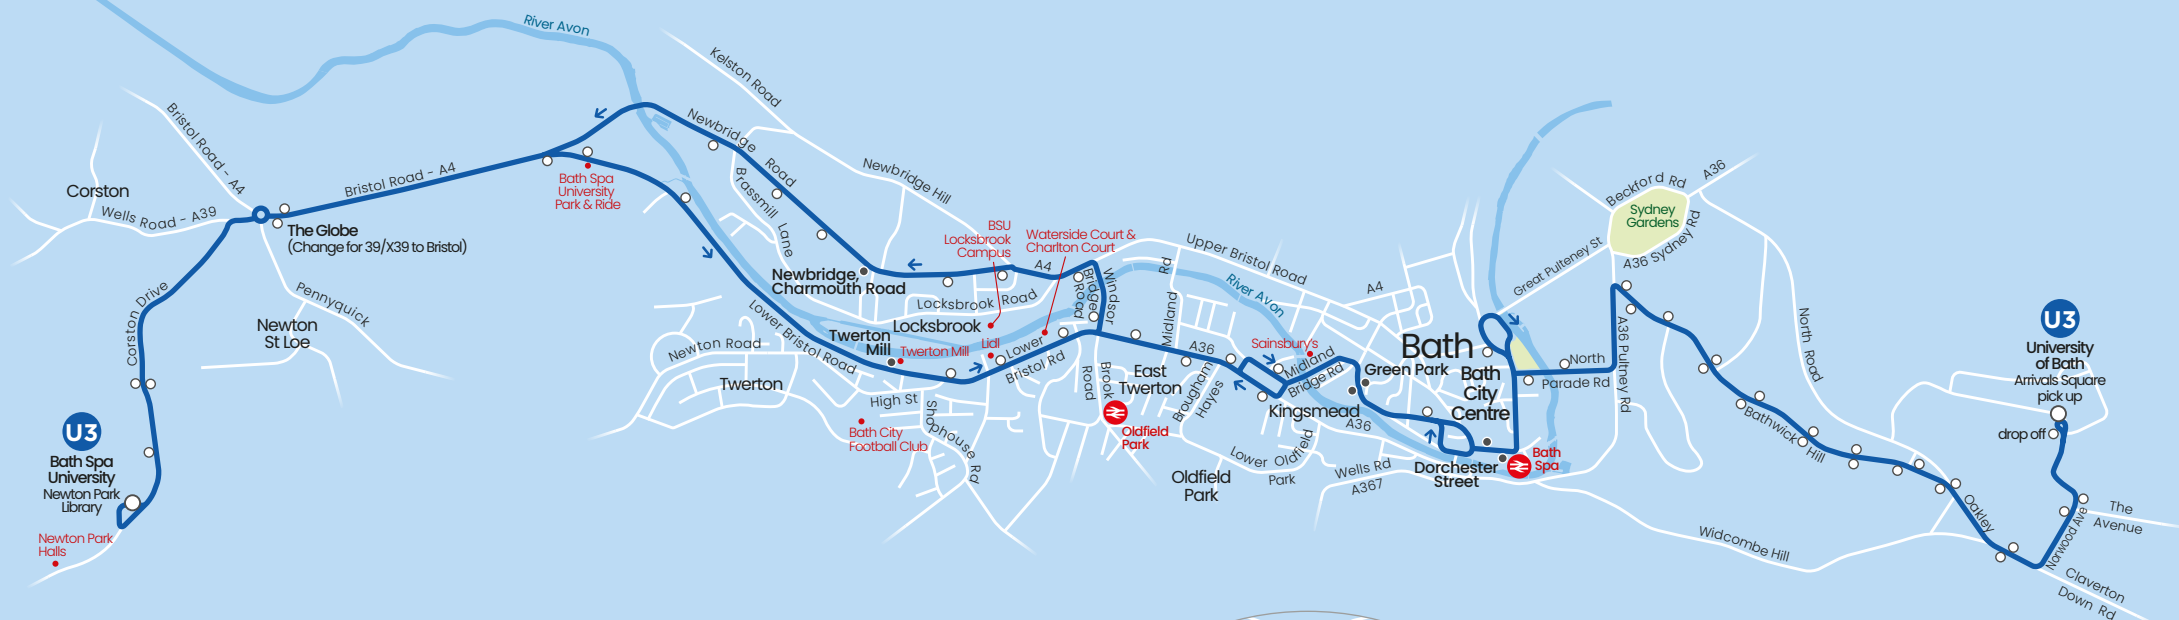 River Avon
Kelston Road
Bristol Road - A4
Newbridge Road
Newbridge Hill
Beckford Rd
A36
Corston
Bristol Road - A4
Bath Spa
University
Park & Ride
Brassmill Lane
Sydney
Gardens
Wells Road - A39
The Globe
(Change for 39/X39 to Bristol)
BSU
Locksbrook
Campus
Waterside Court &
Charlton Court
Upper Bristol Road
Great Pulteney St
A36 Sydney Rd
A4
Midland Rd
River Avon
A4
Newbridge,
Charmouth Road
Bridge Road
Windsor
Locksbrook Road
Corston Drive
Pennyquick
Newton
St Loe
Lower Bristol Road
Locksbrook
Twerton
Mill
Twerton Mill
Lidl
Lower
Bristol Rd
Newton Road
Twerton
A36
Sainsbury's
Midland
Bridge Rd
Green Park
Bath
Bath
City
Centre
North
Parade Rd
A36 Pultney Rd
North Road
U3
University
of Bath
Arrivals Square
pick up
drop off
East
Twerton
Brook
Road
Brougham
Hayes
Kingsmead
A36
High St
Shophouse Rd
Bath City
Football Club
Oldfield
Park
Lower Oldfield
Park
Oldfield
Park
Wells Rd
A367
Dorchester
Street
Bath
Spa
Bathwick Hill
U3
Bath Spa
University
Newton Park
Library
Newton Park
Halls
Widcombe Hill
Oakley
Norwood Ave
The
Avenue
Claverton
Down Rd